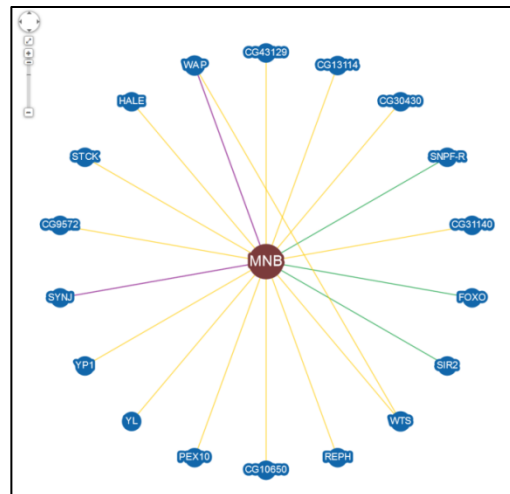 CG43129
WAP
CG13114
HALE
CG30430
STCK
SNPF-R
CG9572
CG31140
MNB
SYNJ
FOXO
YP1
SIR2
YL
WTS
PEX10
REPH
CG10650